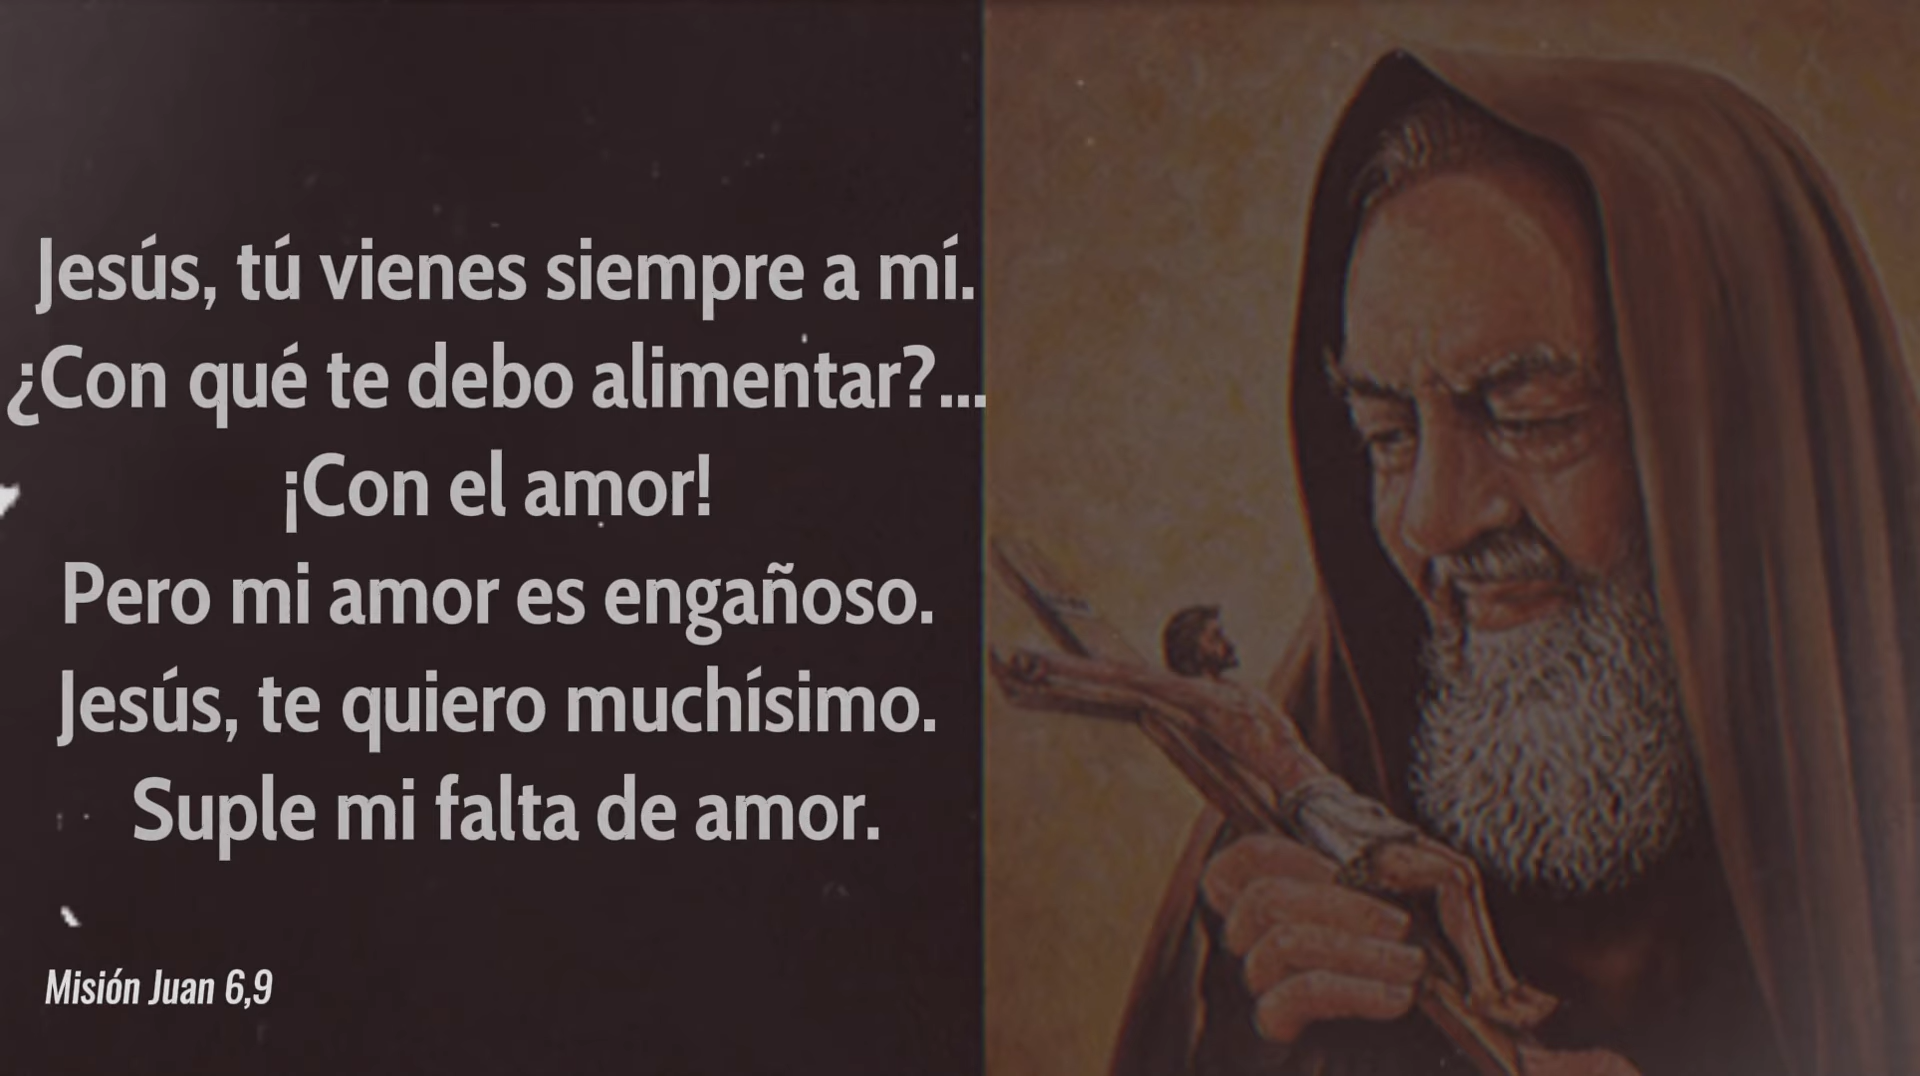 Jesús, tú vienes siempre a mí.
¿Con qué te debo alimentar?...
¡Con el amor!
Pero mi amor es engañoso.
Jesús, te quiero muchísimo.
Suple mi falta de amor.
Misión Juan 6,9